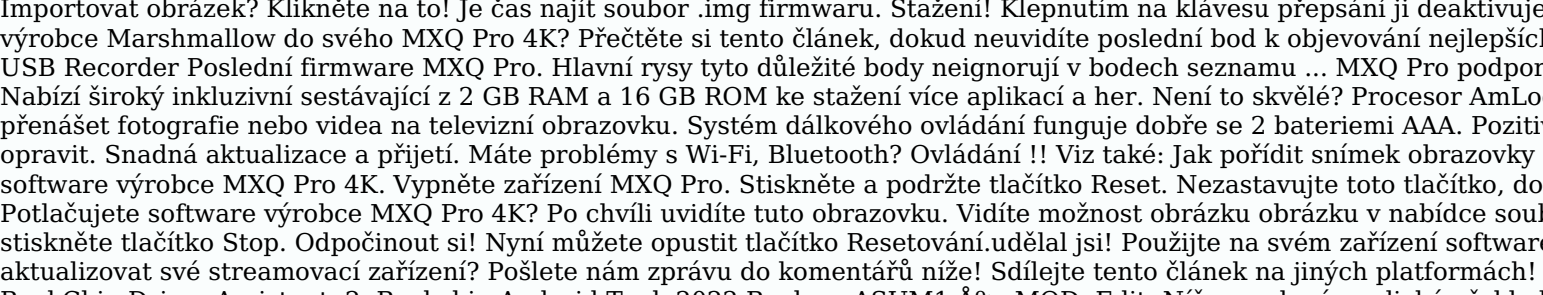 Importovat obrázek? Klikněte na to! Je čas najít soubor .img firmwaru. Stažení! Klepnutím na klávesu přepsání ji deaktivuje
výrobce Marshmallow do svého MXQ Pro 4K? Přečtěte si tento článek, dokud neuvidíte poslední bod k objevování nejlepšíc
USB Recorder Poslední firmware MXQ Pro. Hlavní rysy tyto důležité body neignorují v bodech seznamu ... MXQ Pro podpor
Nabízí široký inkluzivní sestávající z 2 GB RAM a 16 GB ROM ke stažení více aplikací a her. Není to skvělé? Procesor AmLo
přenášet fotografie nebo videa na televizní obrazovku. Systém dálkového ovládání funguje dobře se 2 bateriemi AAA. Pozitiv
opravit. Snadná aktualizace a přijetí. Máte problémy s Wi-Fi, Bluetooth? Ovládání !! Viz také: Jak pořídit snímek obrazovky
software výrobce MXQ Pro 4K. Vypněte zařízení MXQ Pro. Stiskněte a podržte tlačítko Reset. Nezastavujte toto tlačítko, do
Potlačujete software výrobce MXQ Pro 4K? Po chvíli uvidíte tuto obrazovku. Vidíte možnost obrázku obrázku v nabídce soub
stiskněte tlačítko Stop. Odpočinout si! Nyní můžete opustit tlačítko Resetování.udělal jsi! Použijte na svém zařízení software
aktualizovat své streamovací zařízení? Pošlete nám zprávu do komentářů níže! Sdílejte tento článek na jiných platformách!